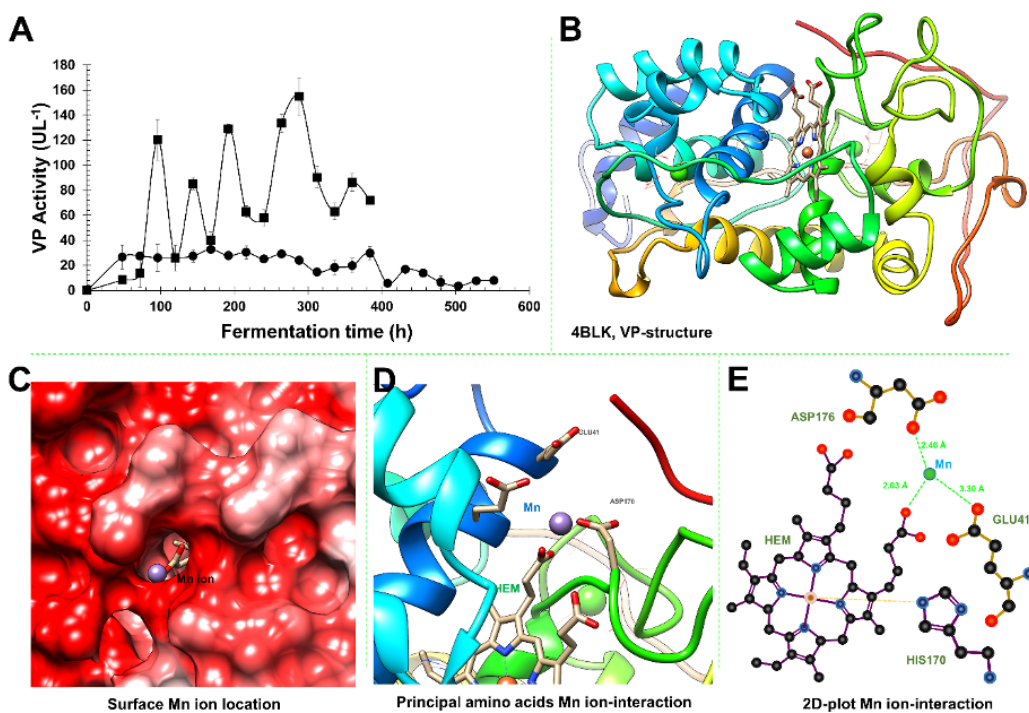 A
VP Activity (UL-1)
180
160
140
120
100
80
60
40
20
0
0
100
200
300
400
500
600
Fermentation time (h)
B
4BLK, VP-structure
C
Mn ion
Surface Mn ion location
D
GLU41
ASP176
Mn
HEM
Principal amino acids Mn ion-interaction
E
ASP176
2.46 Å
Mn
2.03 Å
3.30 Å
GLU41
HEM
HIS170
2D-plot Mn ion-interaction